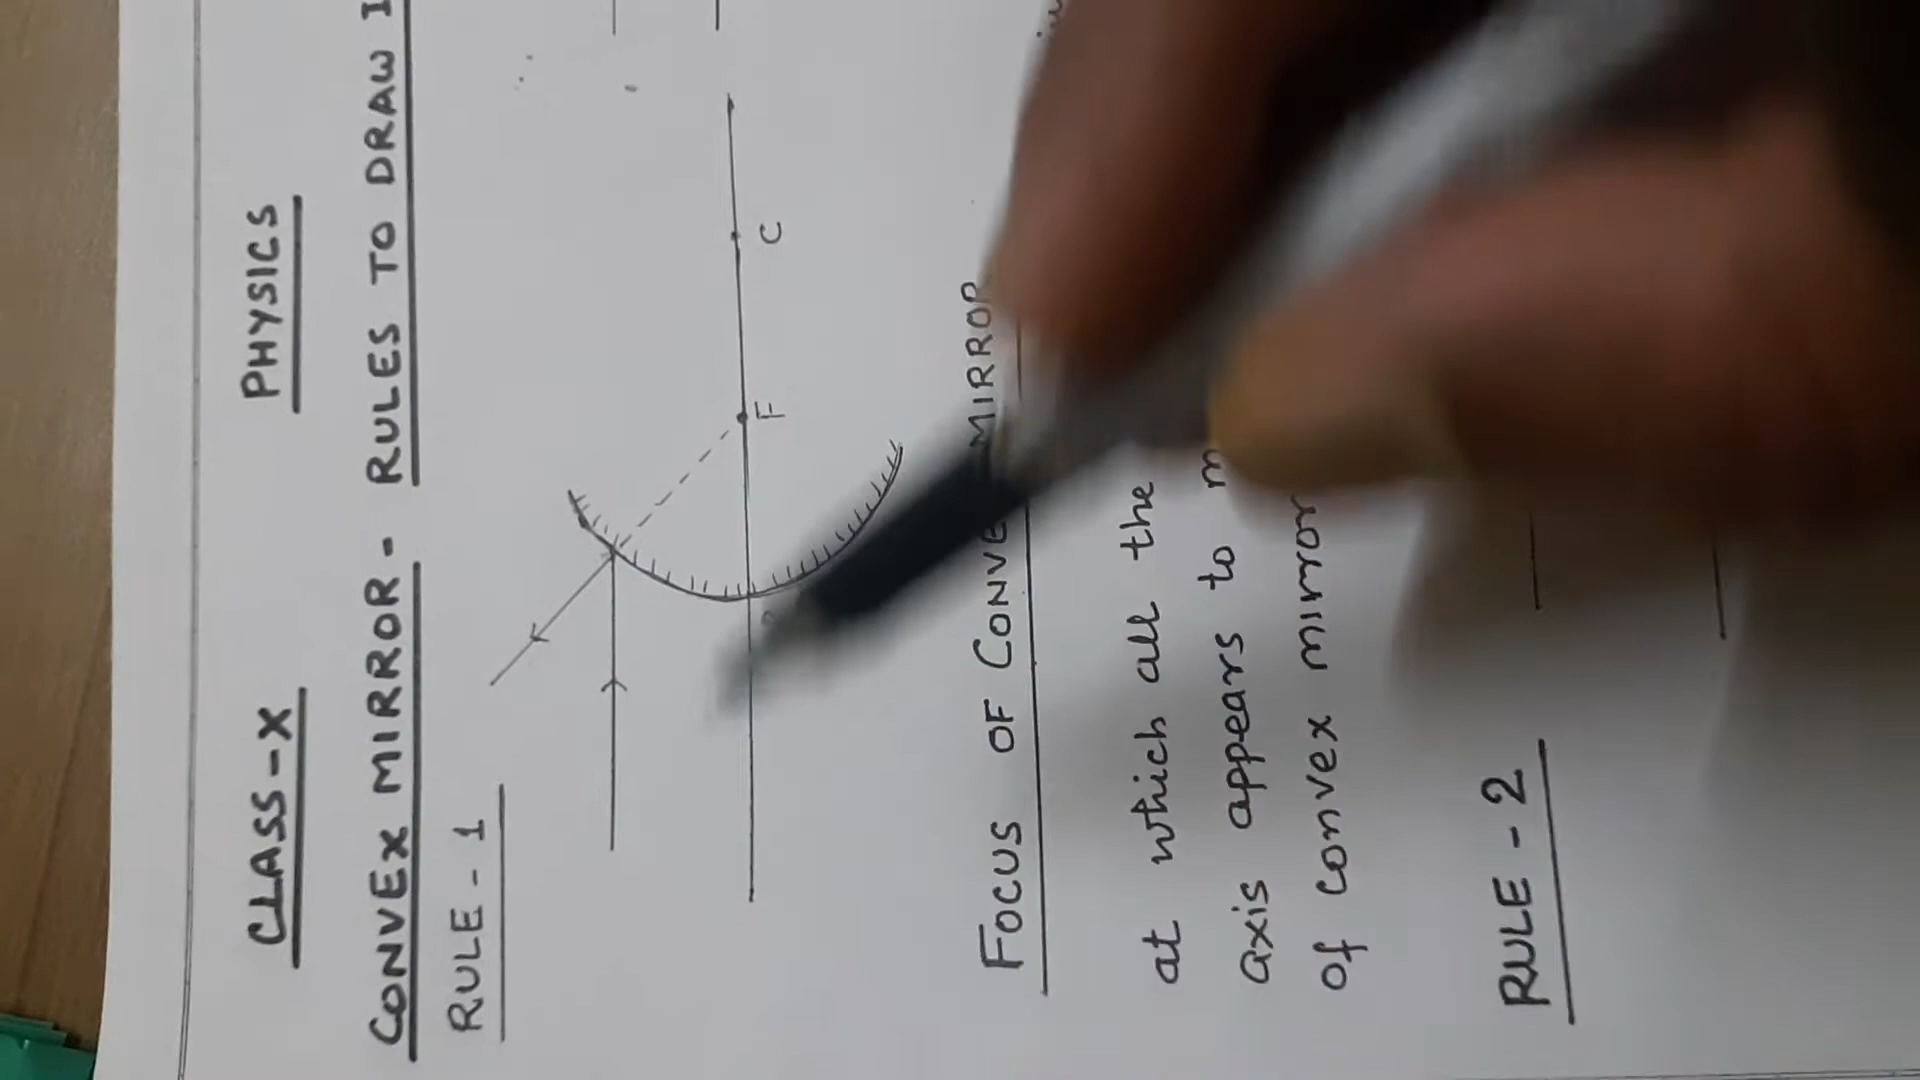 CLASS-X PHYSICS
CONVEX MIRROR - RULES TO DRAW
RULE-1
F C
FOCUS OF CONVE MIRROR
at which all the
axis appears to
of convex mirror
RULE-2